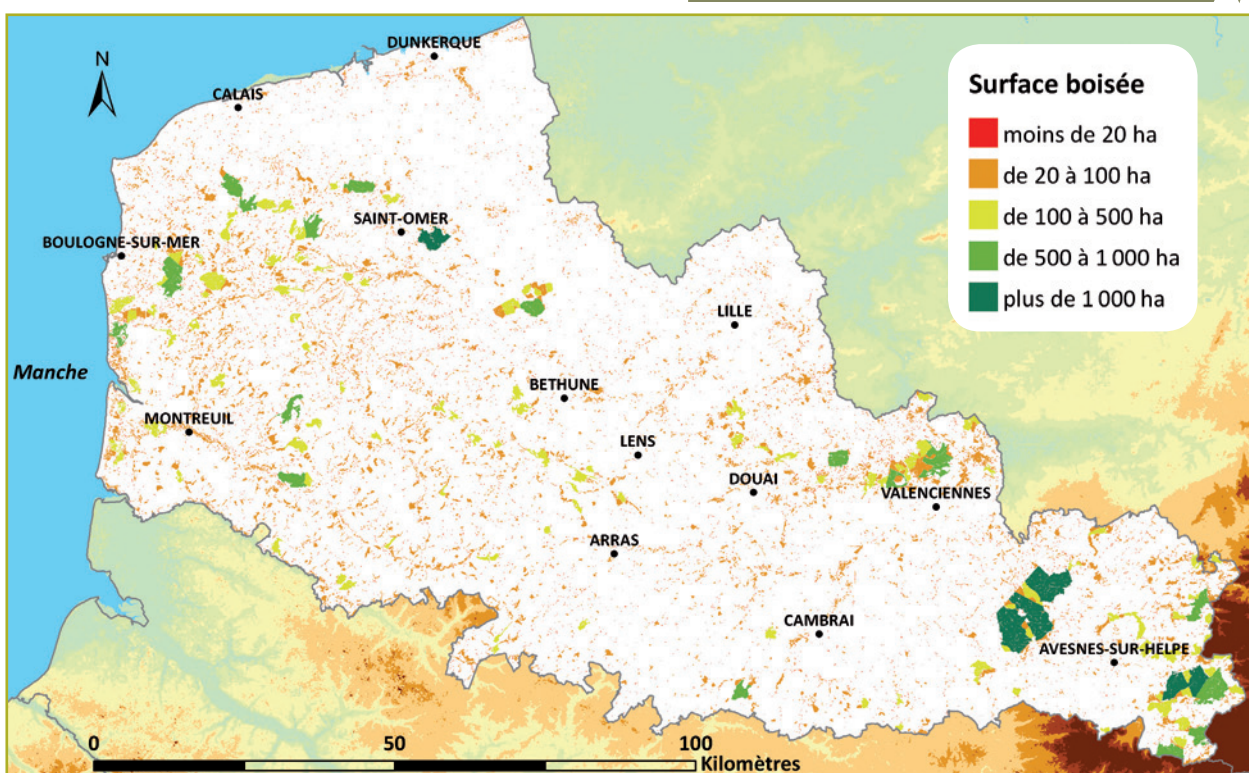 DUNKERQUE
N
CALAIS
Surface boisée
moins de 20 ha
de 20 à 100 ha
de 100 à 500 ha
de 500 à 1 000 ha
plus de 1 000 ha
SAINT-OMER
BOULOGNE-SUR-MER
LILLE
Manche
BETHUNE
MONTREUIL
LENS
DOUAI
VALENCIENNES
ARRAS
CAMBRAI
AVESNES-SUR-HELPE
0 50 100
Kilomètres